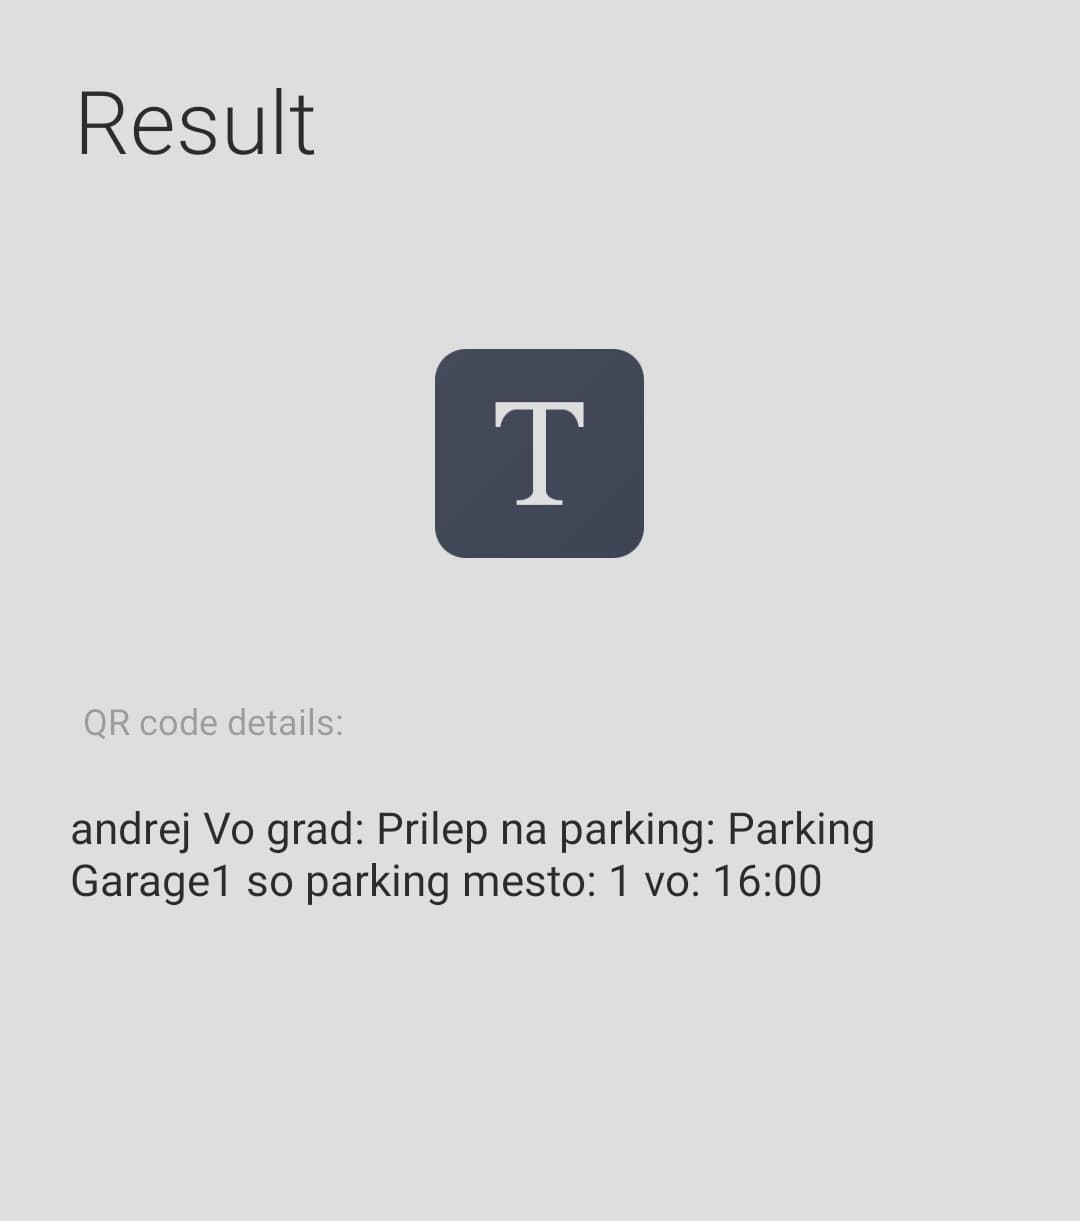 Result
T
QR code details:
andrej Vo grad: Prilep na parking: Parking
Garage1 so parking mesto: 1 vo: 16:00